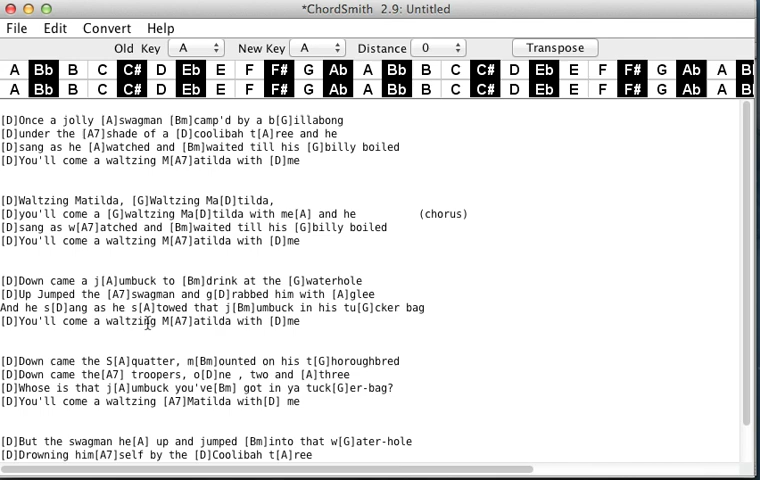 *ChordSmith 2.9: Untitled
File Edit Convert Help
Old Key A New Key A Distance 0 Transpose
A Bb B C C# D Eb E F F# G Ab A Bb B C C# D Eb E F F# G Ab A B
A Bb B C C# D Eb E F F# G Ab A Bb B C C# D Eb E F F# G Ab A B
[D]Once a jolly [A]swagman [Bm]camp'd by a b[G]illabong
[D]under the [A7]shade of a [D]coolibah t[A]ree and he
[D]sang as he [A]watched and [Bm]waited till his [G]billy boiled
[D]You'll come a waltzing M[A7]atilda with [D]me
[D]Waltzing Matilda, [G]Waltzing Ma[D]tilda,
[D]you'll come a [G]waltzing Ma[D]tilda with me[A] and he (chorus)
[D]sang as w[A7]atched and [Bm]waited till his [G]billy boiled
[D]You'll come a waltzing M[A7]atilda with [D]me
[D]Down came a j[A]umbuck to [Bm]drink at the [G]waterhole
[D]Up Jumped the [A7]swagman and g[D]rabbed him with [A]glee
And he s[D]ang as he s[A]towed that j[Bm]umbuck in his tu[G]cker bag
[D]You'll come a waltzing M[A7]atilda with [D]me
[D]Down came the S[A]quatter, m[Bm]ounted on his t[G]horoughbred
[D]Down came the[A7] troopers, o[D]ne , two and [A]three
[D]Whose is that j[A]umbuck you've[Bm] got in ya tuck[G]er-bag?
[D]You'll come a waltzing [A7]Matilda with[D] me
[D]But the swagman he[A] up and jumped [Bm]into that w[G]ater-hole
[D]Drowning him[A7]self by the [D]Coolibah t[A]ree